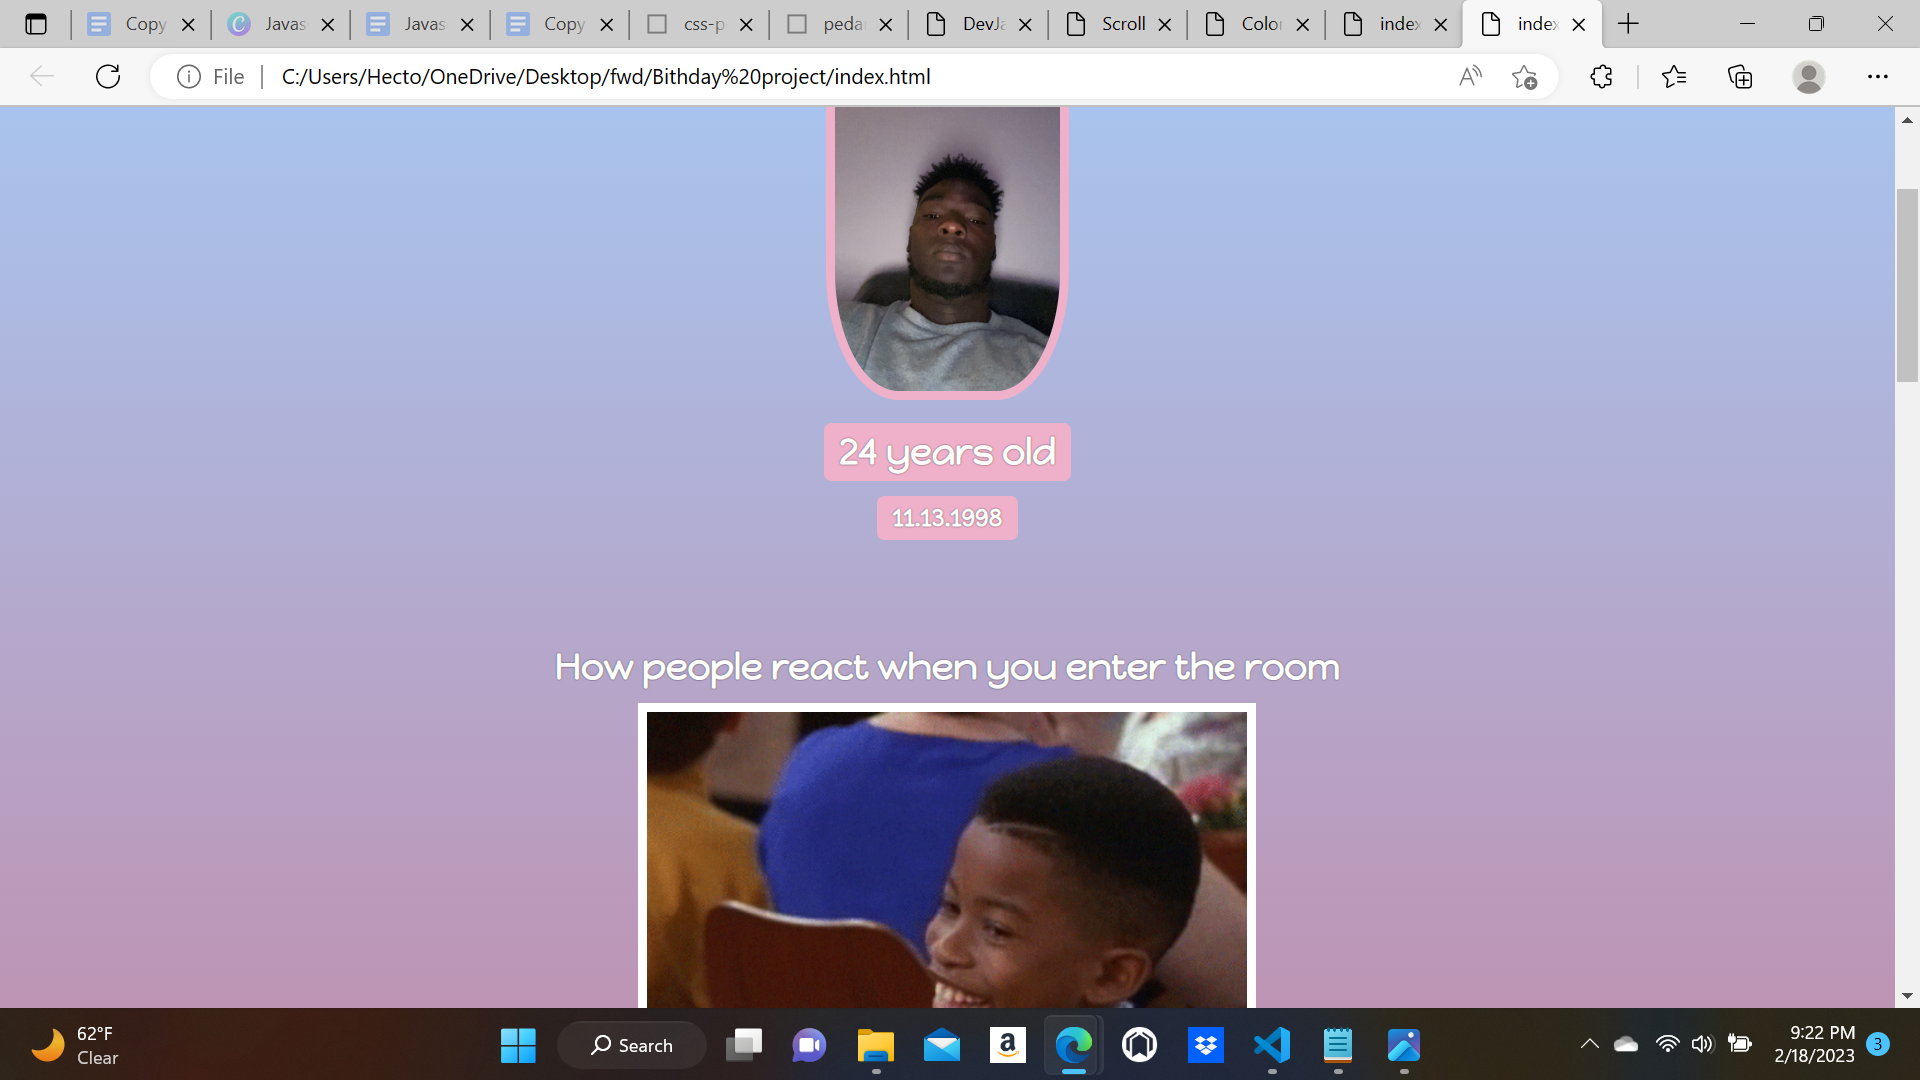 Copy Javas Javas Copy css-p peda DevJa Scroll Color index index
File C:/Users/Hecto/OneDrive/Desktop/fwd/Bithday%20project/index.html
24 years old
11.13.1998
How people react when you enter the room
62°F
Clear
Search
9:22 PM
2/18/2023
3